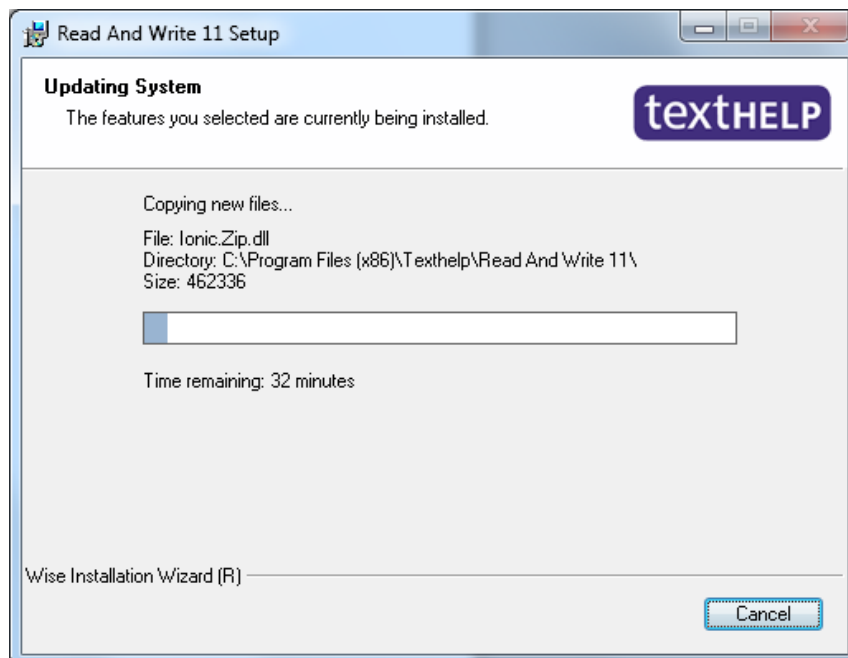 Read And Write 11 Setup
Updating System
The features you selected are currently being installed.
textHELP
Copying new files...
File: Ionic.Zip.dll
Directory: C:\Program Files (x86)\Texthelp\Read And Write 11\
Size: 462336
Time remaining: 32 minutes
Wise Installation Wizard (R)
Cancel